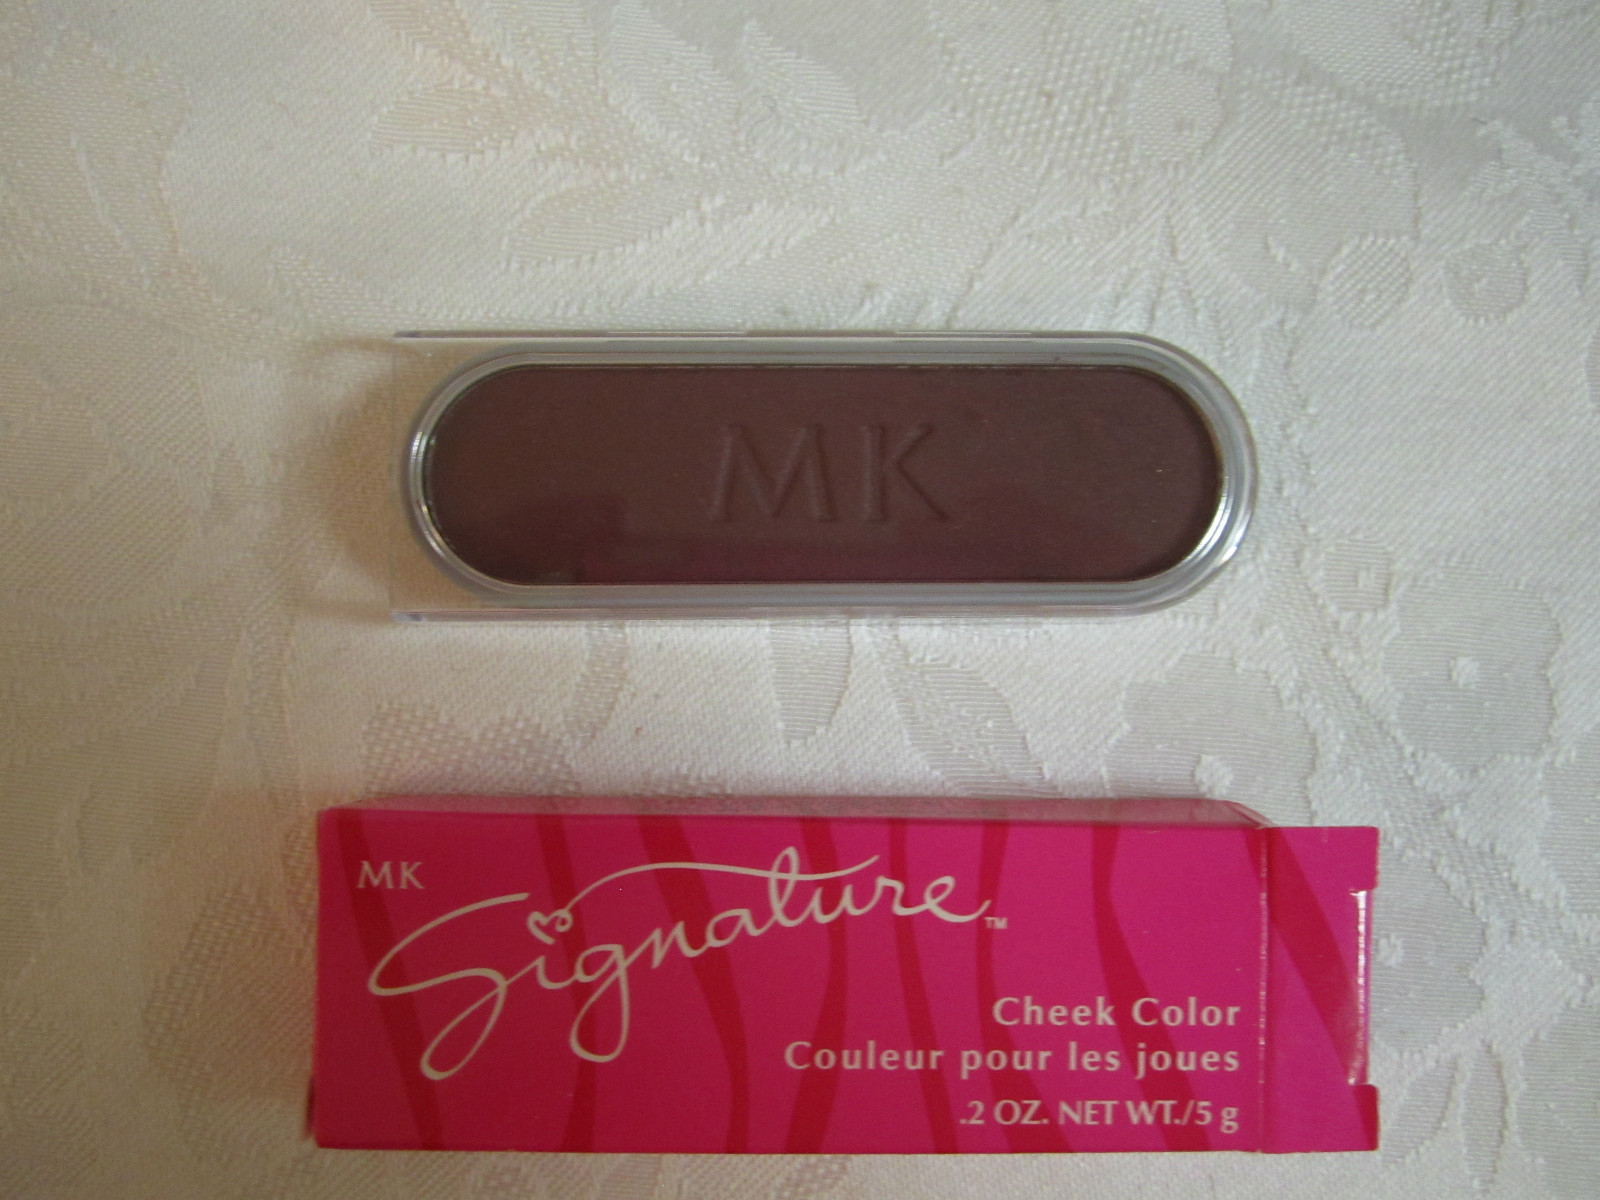 MK
MK
Signature™
Cheek Color
Couleur pour les joues
.2 OZ. NET WT./5 g